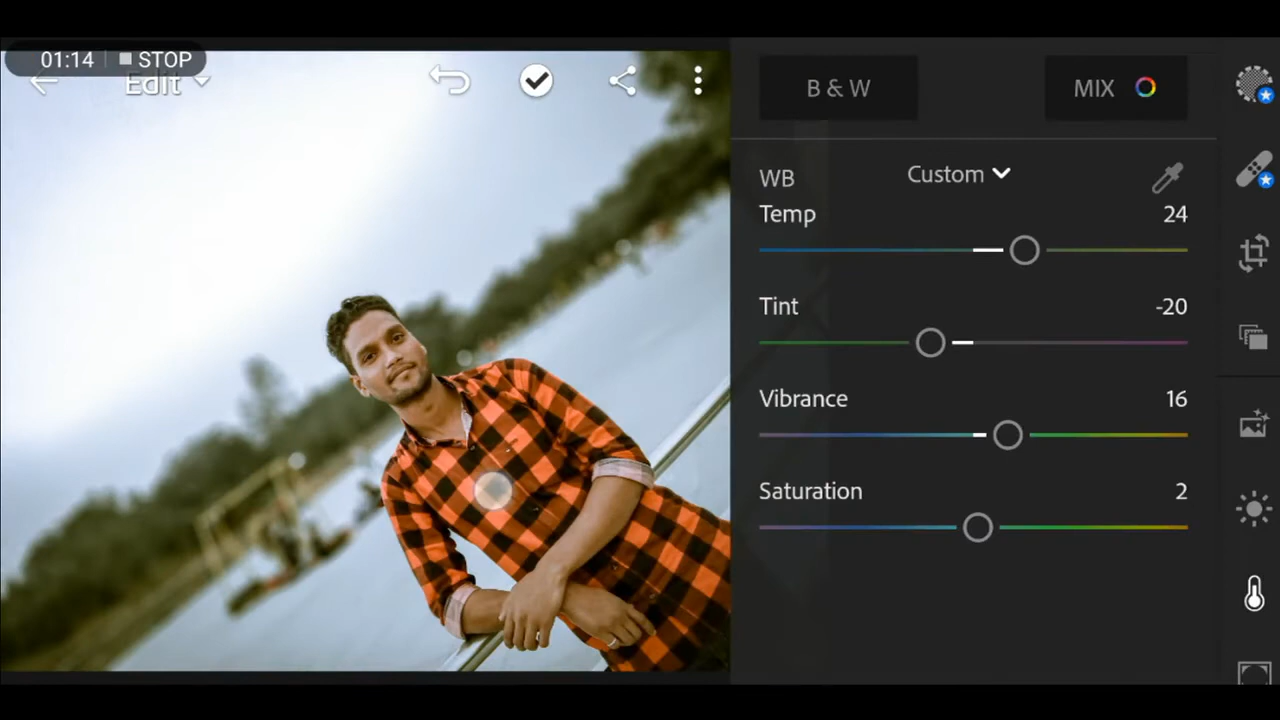 01:14 STOP
Edit
B & W
MIX
WB
Custom
Temp
24
Tint
-20
Vibrance
16
Saturation
2